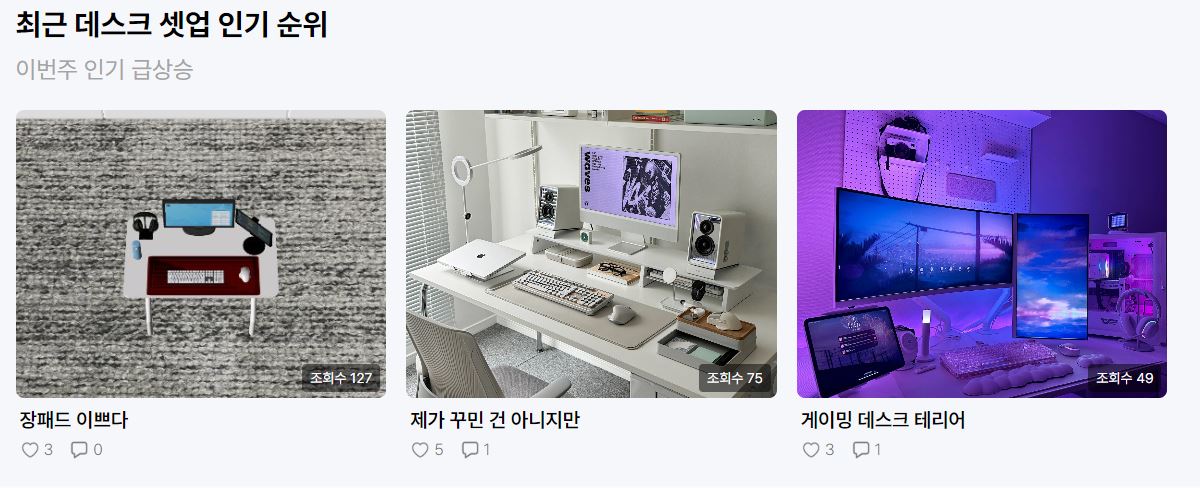 최근 데스크 셋업 인기 순위
이번주 인기 급상승
waves
조회수 127
조회수 75
조회수 49
장패드 이쁘다
제가 꾸민 건 아니지만
게이밍 데스크 테리어
3 0
5 1
3 1